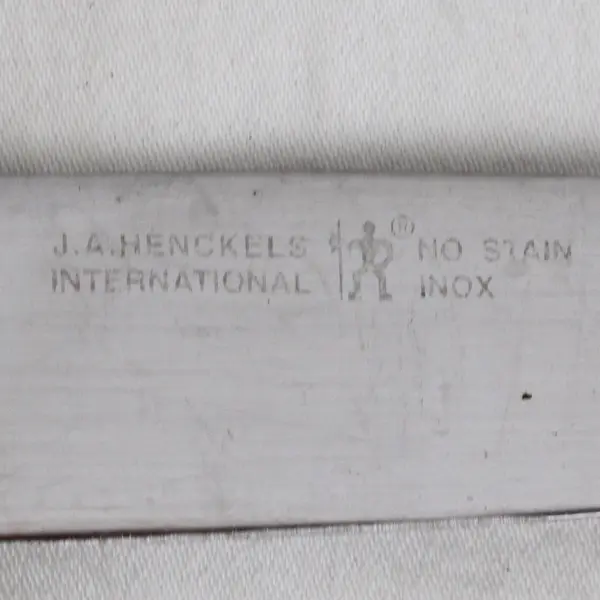 J.A.HENCKELS ® NO STAIN
INTERNATIONAL INOX